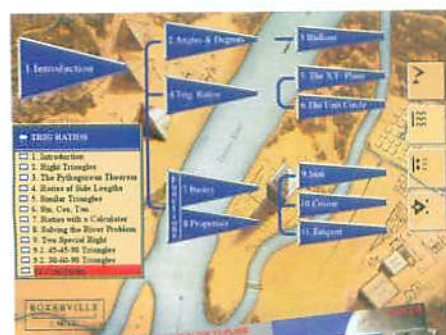 1 Introduction
2 Angles & Degrees
3 Radians
4 Trig. Ratios
5 The X-Y Plane
6 The Unit Circle
FUNCTIONS
7 Basics
8 Properties
9 Sine
10 Cosine
11 Tangent
TRIG RATIOS
1. Introduction
2. Right Triangles
3. The Pythagorean Theorem
4. Ratios of Side Lengths
5. Similar Triangles
6. Sin, Cos, Tan
7. Ratios with a Calculator
8. Solving the River Problem
9. Two Special Right
9-1. 45-45-90 Triangles
9-2. 30-60-90 Triangles
BOXERVILLE